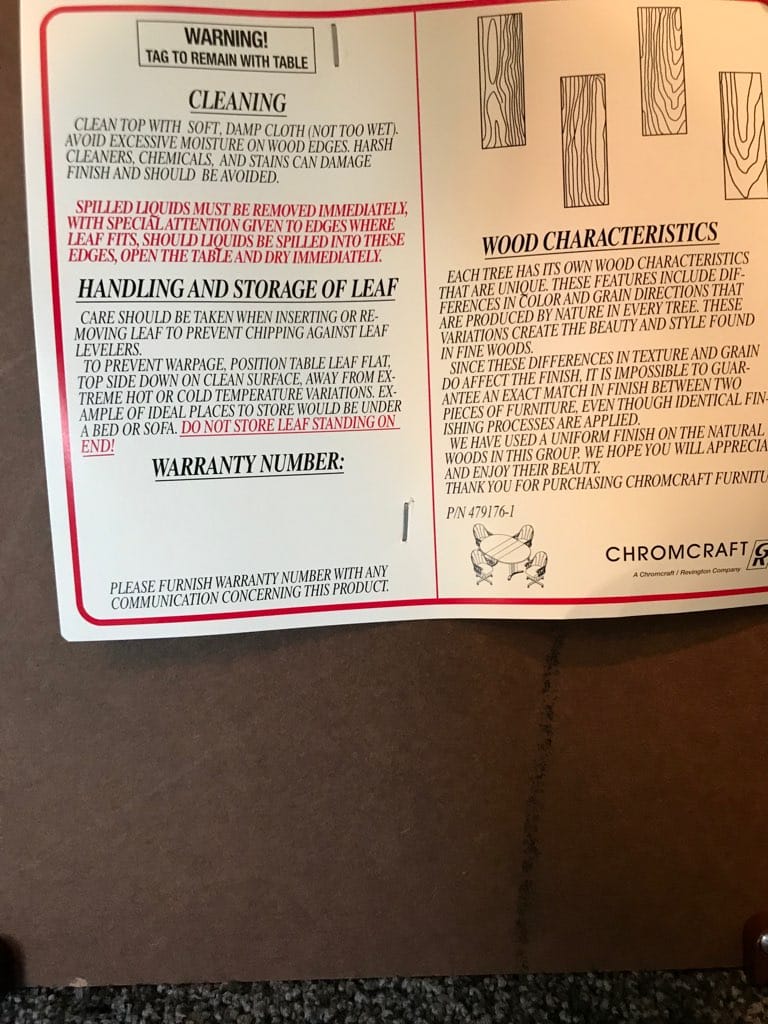 WARNING!
TAG TO REMAIN WITH TABLE
CLEANING
CLEAN TOP WITH SOFT, DAMP CLOTH (NOT TOO WET).
AVOID EXCESSIVE MOISTURE ON WOOD EDGES. HARSH
CLEANERS, CHEMICALS, AND STAINS CAN DAMAGE
FINISH AND SHOULD BE AVOIDED.
SPILLED LIQUIDS MUST BE REMOVED IMMEDIATELY,
WITH SPECIAL ATTENTION GIVEN TO EDGES WHERE
LEAF FITS, SHOULD LIQUIDS BE SPILLED INTO THESE
EDGES, OPEN THE TABLE AND DRY IMMEDIATELY.
HANDLING AND STORAGE OF LEAF
CARE SHOULD BE TAKEN WHEN INSERTING OR RE-
MOVING LEAF TO PREVENT CHIPPING AGAINST LEAF
LEVELERS.
TO PREVENT WARPAGE, POSITION TABLE LEAF FLAT,
TOP SIDE DOWN ON CLEAN SURFACE, AWAY FROM EX-
TREME HOT OR COLD TEMPERATURE VARIATIONS. EX-
AMPLE OF IDEAL PLACES TO STORE WOULD BE UNDER
A BED OR SOFA. DO NOT STORE LEAF STANDING ON
END!
WARRANTY NUMBER:
PLEASE FURNISH WARRANTY NUMBER WITH ANY
COMMUNICATION CONCERNING THIS PRODUCT.
WOOD CHARACTERISTICS
EACH TREE HAS ITS OWN WOOD CHARACTERISTICS
THAT ARE UNIQUE. THESE FEATURES INCLUDE DIF-
FERENCES IN COLOR AND GRAIN DIRECTIONS THAT
ARE PRODUCED BY NATURE IN EVERY TREE. THESE
VARIATIONS CREATE THE BEAUTY AND STYLE FOUND
IN FINE WOODS.
SINCE THESE DIFFERENCES IN TEXTURE AND GRAIN
DO AFFECT THE FINISH, IT IS IMPOSSIBLE TO GUAR-
ANTEE AN EXACT MATCH IN FINISH BETWEEN TWO
PIECES OF FURNITURE, EVEN THOUGH IDENTICAL FIN-
ISHING PROCESSES ARE APPLIED.
WE HAVE USED A UNIFORM FINISH ON THE NATURAL
WOODS IN THIS GROUP. WE HOPE YOU WILL APPRECIA
AND ENJOY THEIR BEAUTY.
THANK YOU FOR PURCHASING CHROMCRAFT FURNITU
P/N 479176-1
CHROMCRAFT
A Chromcraft / Revington Company